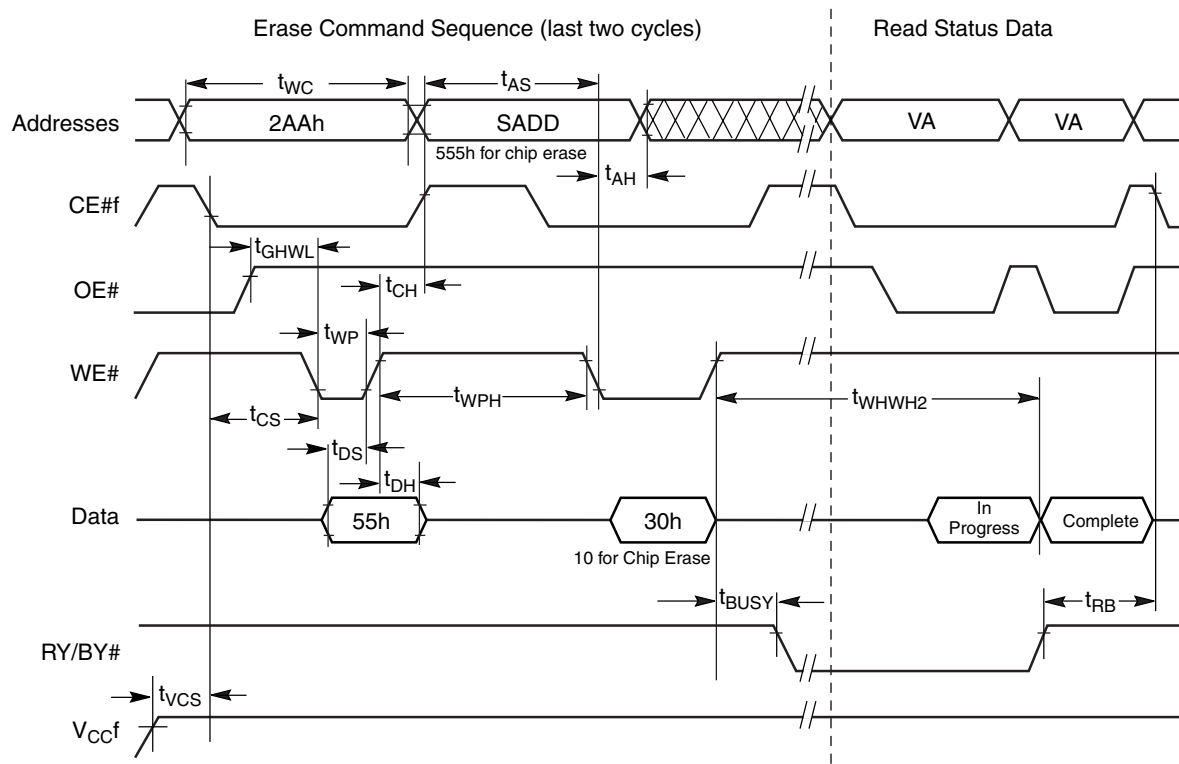 Erase Command Sequence (last two cycles)
Read Status Data
tWC
tAS
Addresses
2AAh
SADD
VA
VA
555h for chip erase
tAH
CE#f
tGHWL
OE#
tCH
tWP
WE#
tWPH
tWHWH2
tCS
tDS
tDH
Data
55h
30h
In
Progress
Complete
10 for Chip Erase
tBUSY
tRB
RY/BY#
tVCS
VCCf